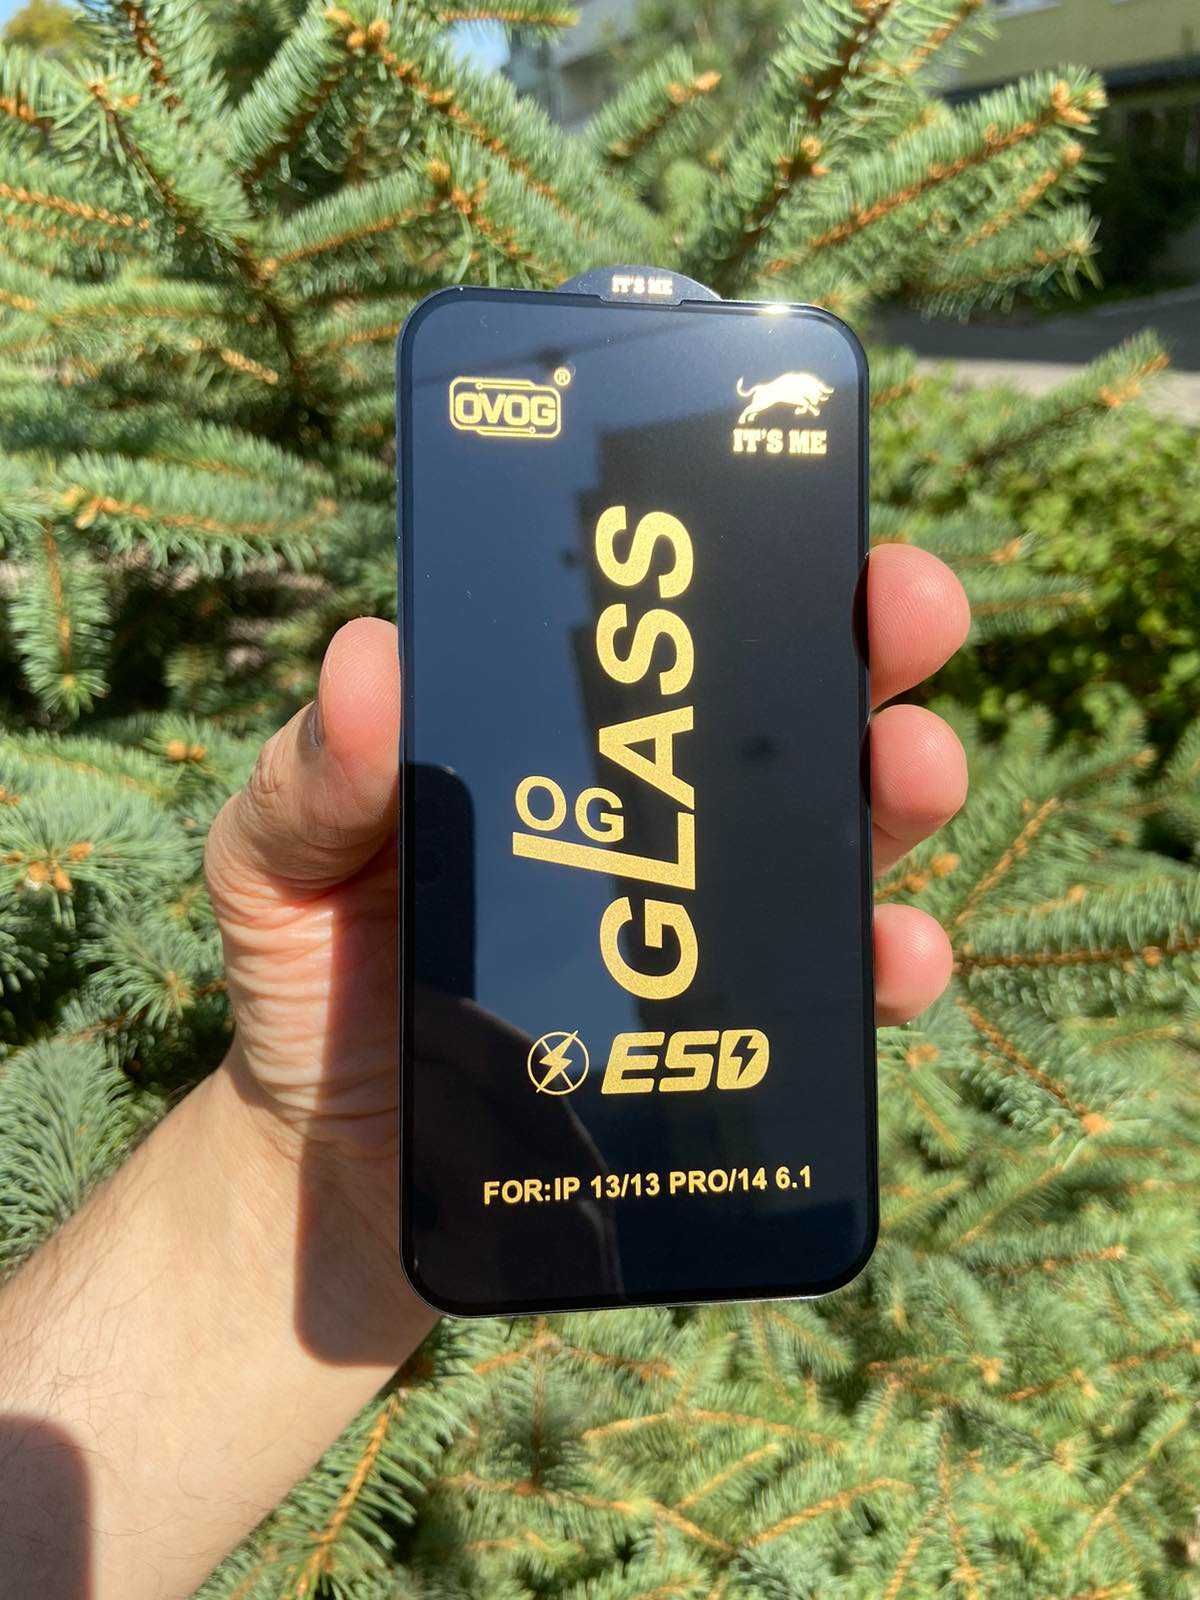 IT'S ME
OVOG®
IT'S ME
OG
GLASS
ESD
FOR:IP 13/13 PRO/14 6.1